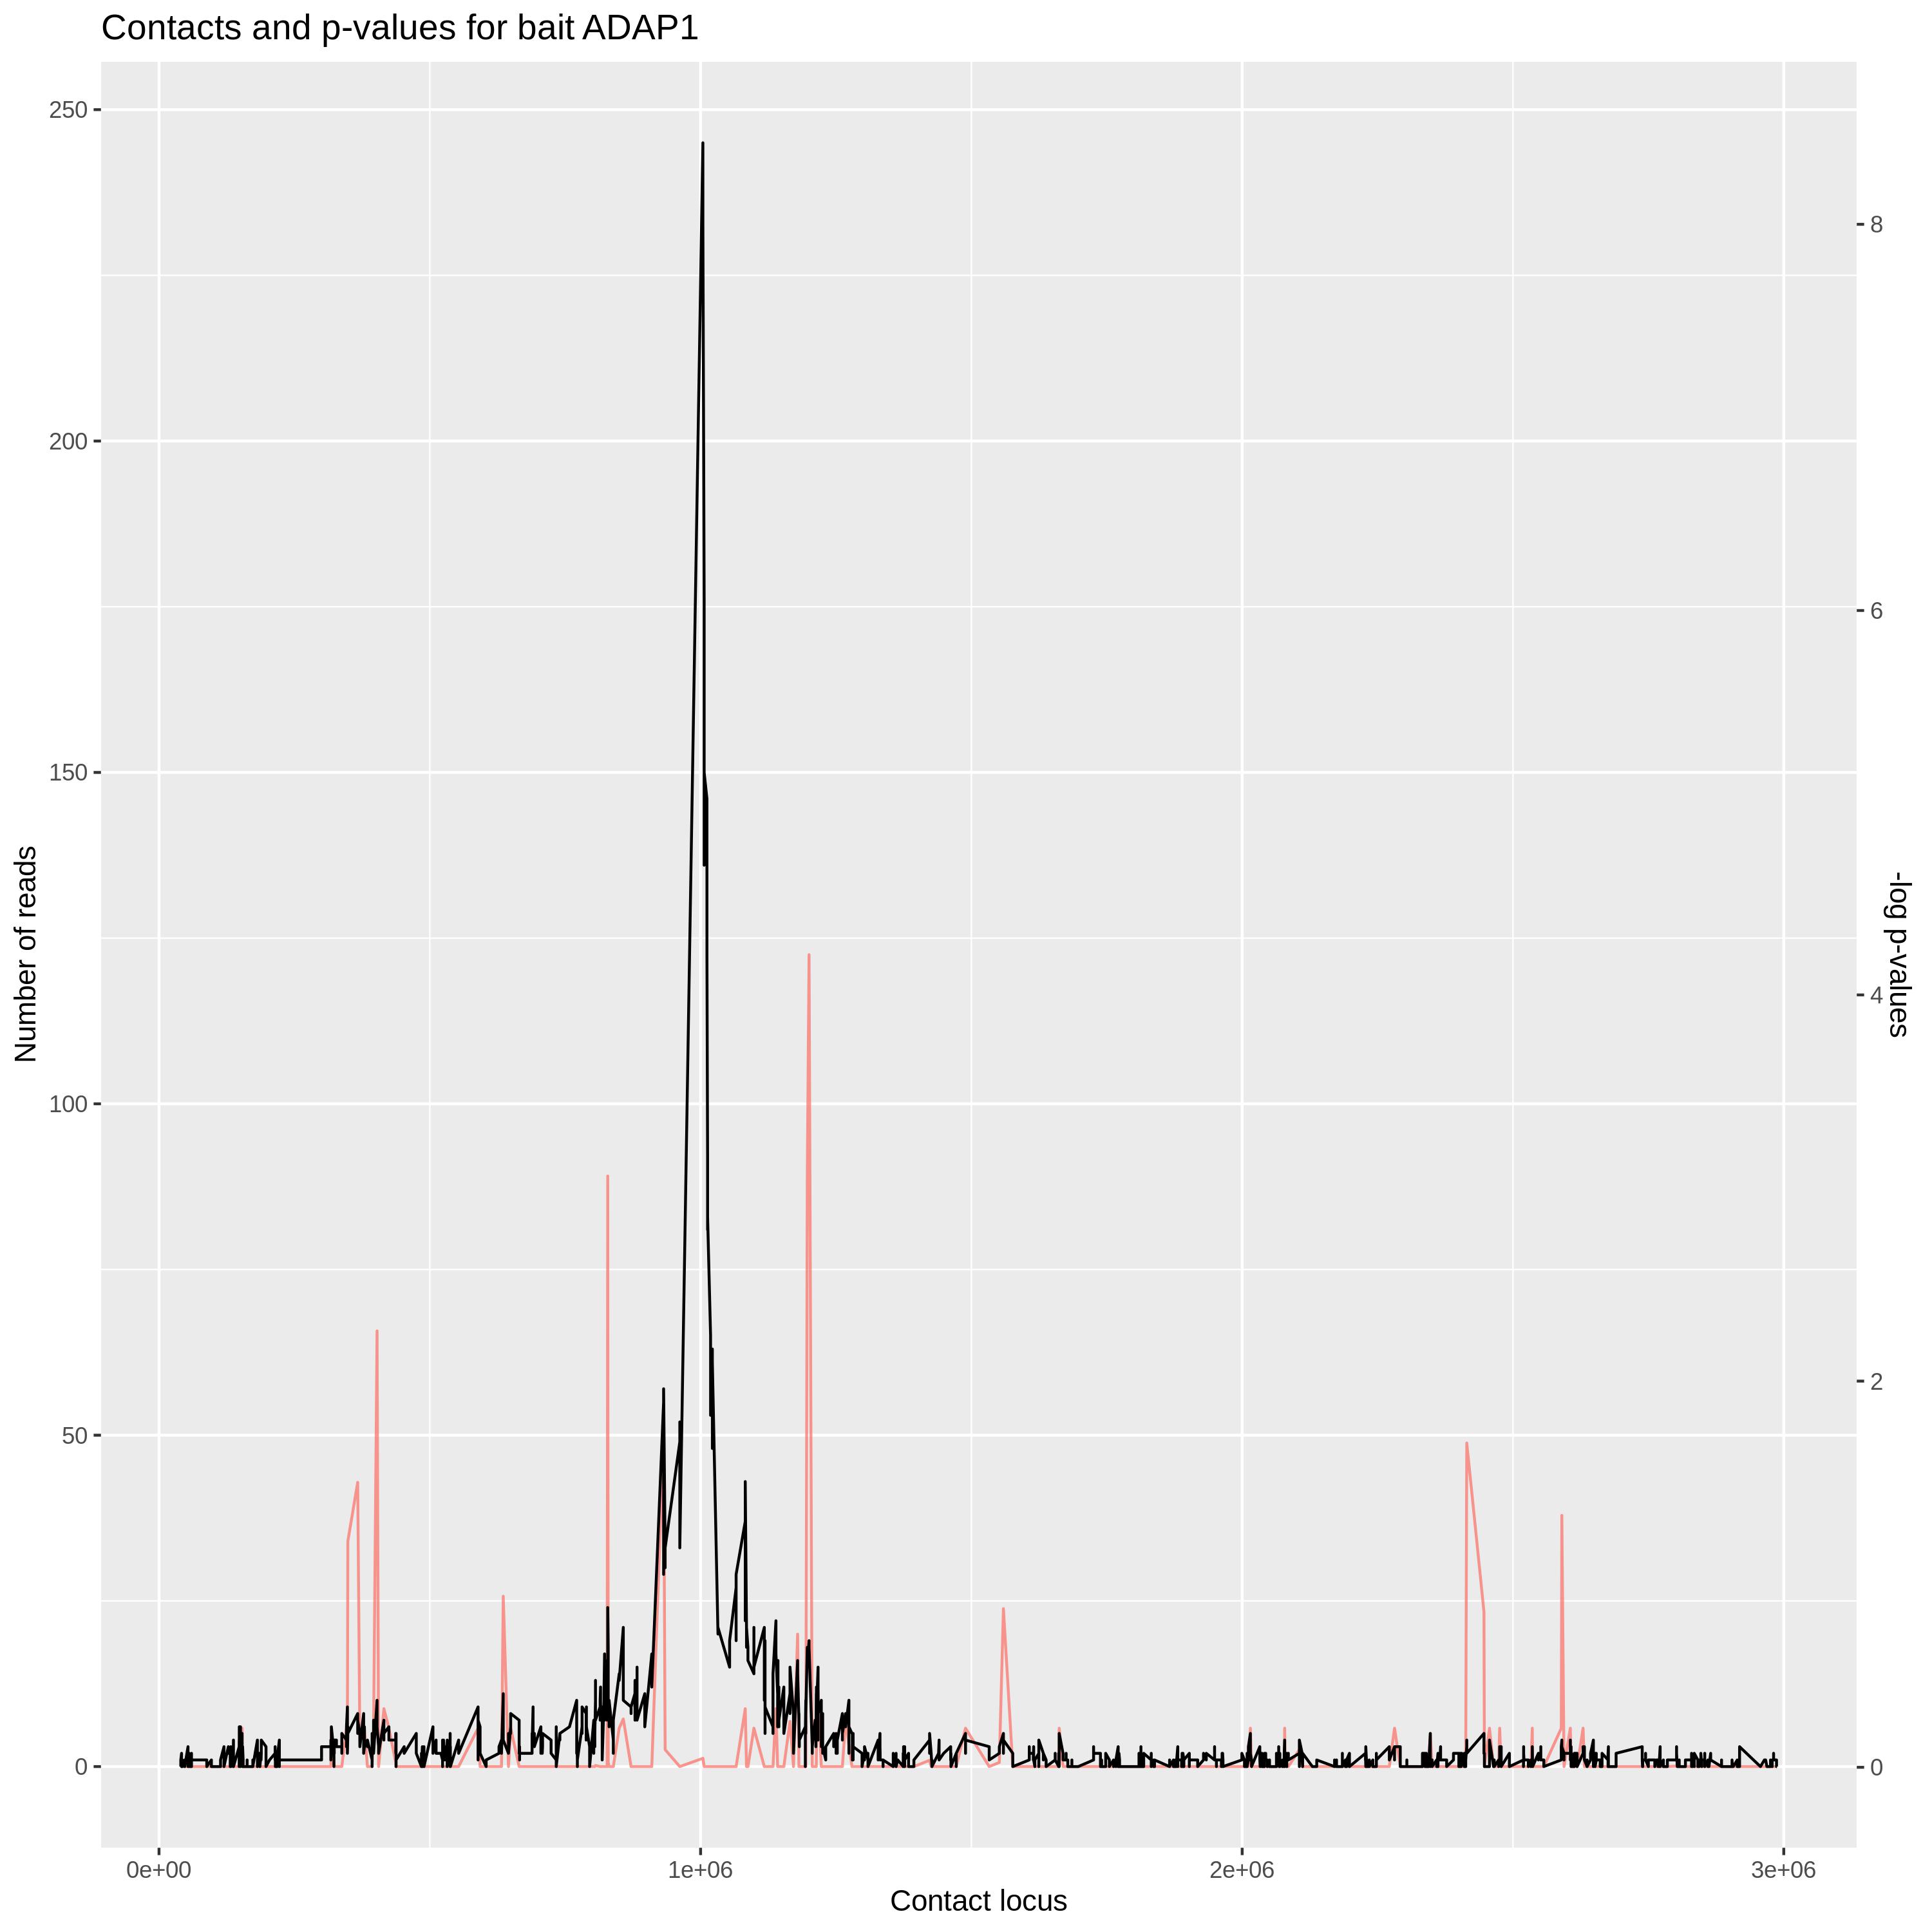 Contacts and p-values for bait ADAP1
250
200
150
100
50
0
Number of reads
8
6
4
2
0
-log p-values
0e+00
1e+06
2e+06
3e+06
Contact locus